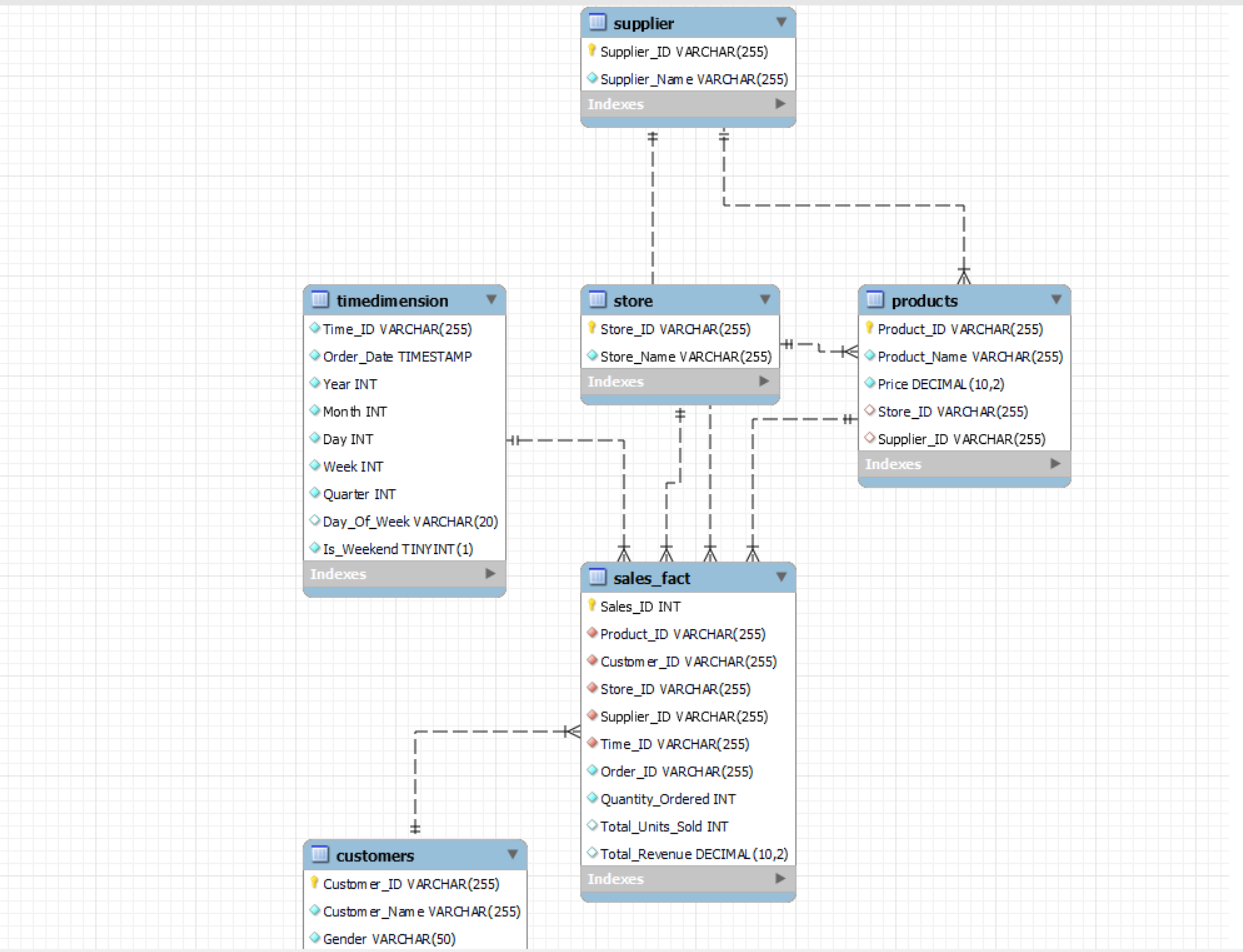 supplier
Supplier_ID VARCHAR(255)
Supplier_Name VARCHAR(255)
Indexes
timedimension
Time_ID VARCHAR(255)
Order_Date TIMESTAMP
Year INT
Month INT
Day INT
Week INT
Quarter INT
Day_Of_Week VARCHAR(20)
Is_Weekend TINYINT(1)
Indexes
store
Store_ID VARCHAR(255)
Store_Name VARCHAR(255)
Indexes
products
Product_ID VARCHAR(255)
Product_Name VARCHAR(255)
Price DECIMAL(10,2)
Store_ID VARCHAR(255)
Supplier_ID VARCHAR(255)
Indexes
sales_fact
Sales_ID INT
Product_ID VARCHAR(255)
Customer_ID VARCHAR(255)
Store_ID VARCHAR(255)
Supplier_ID VARCHAR(255)
Time_ID VARCHAR(255)
Order_ID VARCHAR(255)
Quantity_Ordered INT
Total_Units_Sold INT
Total_Revenue DECIMAL(10,2)
Indexes
customers
Customer_ID VARCHAR(255)
Customer_Name VARCHAR(255)
Gender VARCHAR(50)